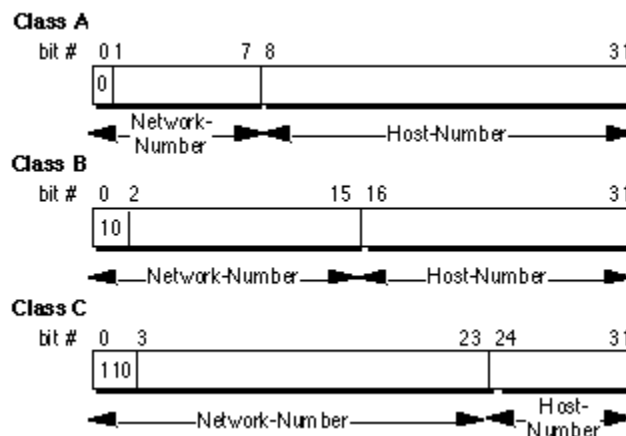 Class A
bit # 0 1 7 8 31
0
Network-Number Host-Number
Class B
bit # 0 2 15 16 31
10
Network-Number Host-Number
Class C
bit # 0 3 23 24 31
110
Network-Number Host-Number